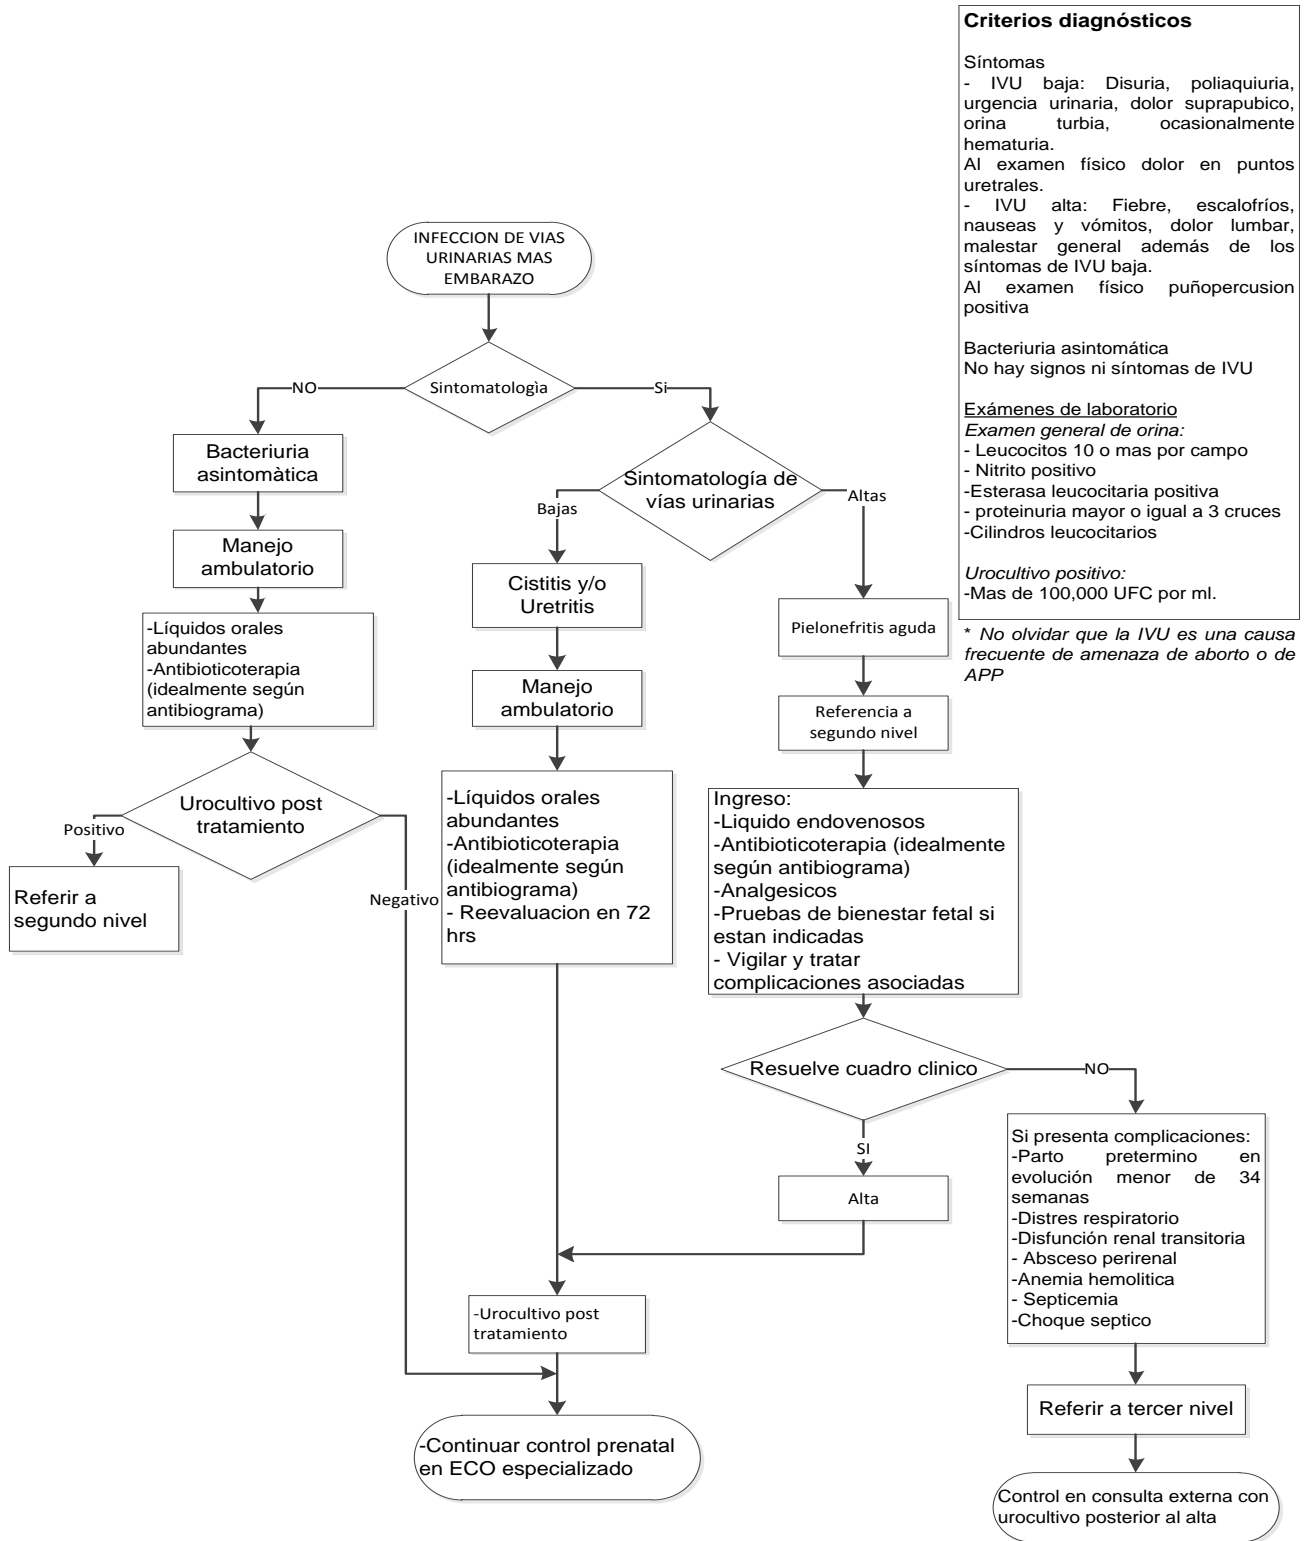 Criterios diagnósticos
Síntomas
- IVU baja: Disuria, poliaquiuria,
urgencia urinaria, dolor suprapubico,
orina turbia, ocasionalmente
hematuria.
Al examen físico dolor en puntos
uretrales.
- IVU alta: Fiebre, escalofríos,
nauseas y vómitos, dolor lumbar,
malestar general además de los
síntomas de IVU baja.
Al examen físico puñopercusion
positiva
Bacteriuria asintomática
No hay signos ni síntomas de IVU
Exámenes de laboratorio
Examen general de orina:
- Leucocitos 10 o mas por campo
- Nitrito positivo
-Esterasa leucocitaria positiva
- proteinuria mayor o igual a 3 cruces
-Cilindros leucocitarios
Urocultivo positivo:
-Mas de 100,000 UFC por ml.
* No olvidar que la IVU es una causa
frecuente de amenaza de aborto o de
APP
INFECCION DE VIAS
URINARIAS MAS
EMBARAZO
Sintomatologìa
NO
Si
Bacteriuria
asintomàtica
Manejo
ambulatorio
-Líquidos orales
abundantes
-Antibioticoterapia
(idealmente según
antibiograma)
Urocultivo post
tratamiento
Positivo
Referir a
segundo nivel
Negativo
Sintomatología de
vías urinarias
Bajas
Altas
Cistitis y/o
Uretritis
Manejo
ambulatorio
-Líquidos orales
abundantes
-Antibioticoterapia
(idealmente según
antibiograma)
- Reevaluacion en 72
hrs
Pielonefritis aguda
Referencia a
segundo nivel
Ingreso:
-Liquido endovenosos
-Antibioticoterapia (idealmente
según antibiograma)
-Analgesicos
-Pruebas de bienestar fetal si
estan indicadas
- Vigilar y tratar
complicaciones asociadas
Resuelve cuadro clinico
NO
SI
Alta
Si presenta complicaciones:
-Parto pretermino en
evolución menor de 34
semanas
-Distres respiratorio
-Disfunción renal transitoria
- Absceso perirenal
-Anemia hemolitica
- Septicemia
-Choque septico
-Urocultivo post
tratamiento
Referir a tercer nivel
-Continuar control prenatal
en ECO especializado
Control en consulta externa con
urocultivo posterior al alta